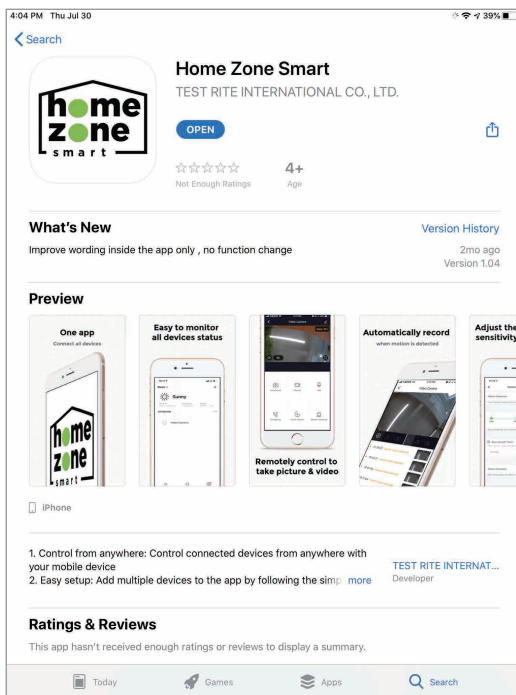 4:04 PM Thu Jul 30
39%
Search
home
zone
smart
Home Zone Smart
TEST RITE INTERNATIONAL CO., LTD.
OPEN
Not Enough Ratings
4+
Age
What's New
Version History
Improve wording inside the app only , no function change
2mo ago
Version 1.04
Preview
One app
Connect all devices
home
zone
smart
Easy to monitor
all devices status
Sunny
Remotely control to
take picture & video
Automatically record
when motion is detected
Adjust the
sensitivity
iPhone
1. Control from anywhere: Control connected devices from anywhere with
your mobile device
2. Easy setup: Add multiple devices to the app by following the simp more
TEST RITE INTERNAT...
Developer
Ratings & Reviews
This app hasn't received enough ratings or reviews to display a summary.
Today
Games
Apps
Search